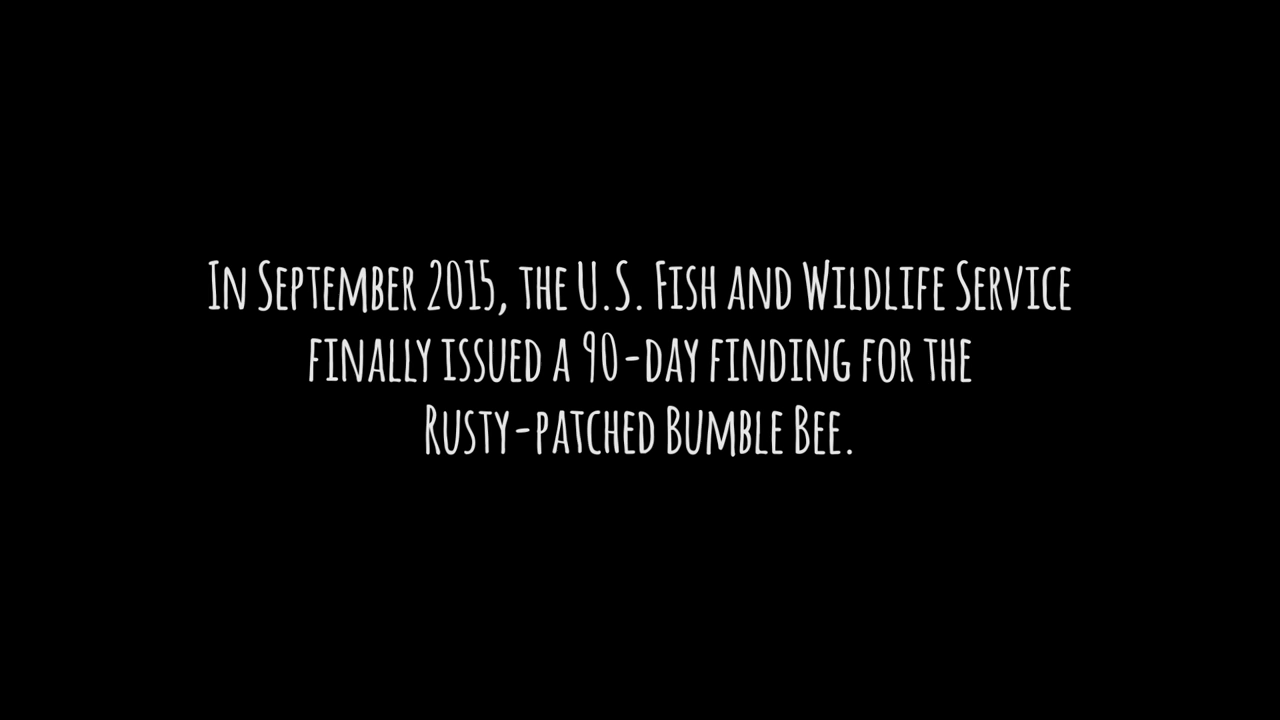 In September 2015, the U.S. Fish and Wildlife Service
finally issued a 90-day finding for the
Rusty-patched Bumble Bee.